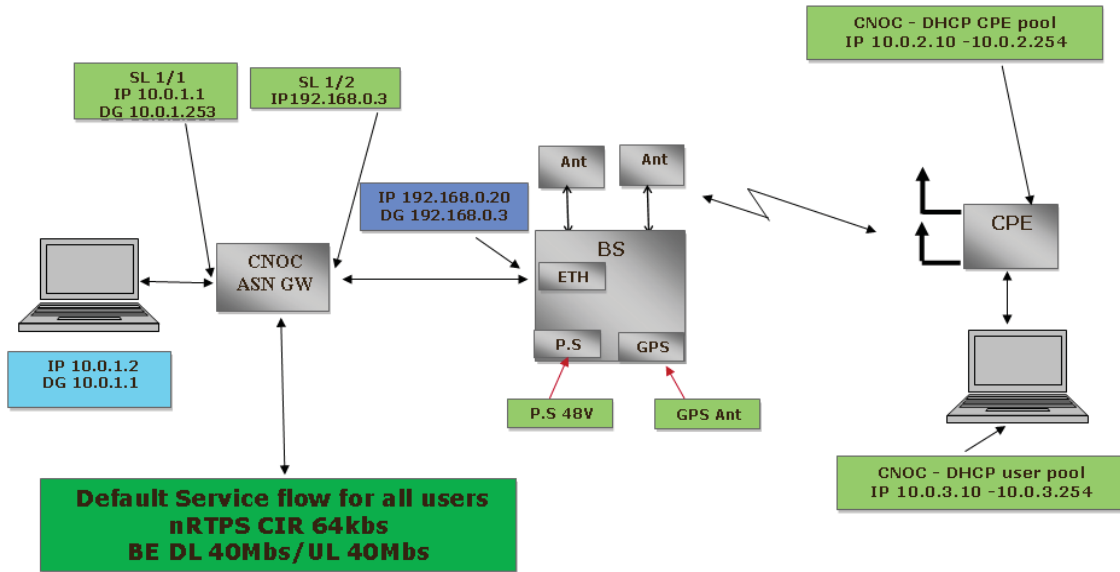 CNOC - DHCP CPE pool
IP 10.0.2.10 -10.0.2.254
SL 1/1
IP 10.0.1.1
DG 10.0.1.253
SL 1/2
IP192.168.0.3
Ant
Ant
IP 192.168.0.20
DG 192.168.0.3
CPE
BS
CNOC
ASN GW
ETH
P.S
GPS
IP 10.0.1.2
DG 10.0.1.1
P.S 48V
GPS Ant
CNOC - DHCP user pool
IP 10.0.3.10 -10.0.3.254
Default Service flow for all users
nRTPS CIR 64kbs
BE DL 40Mbs/UL 40Mbs